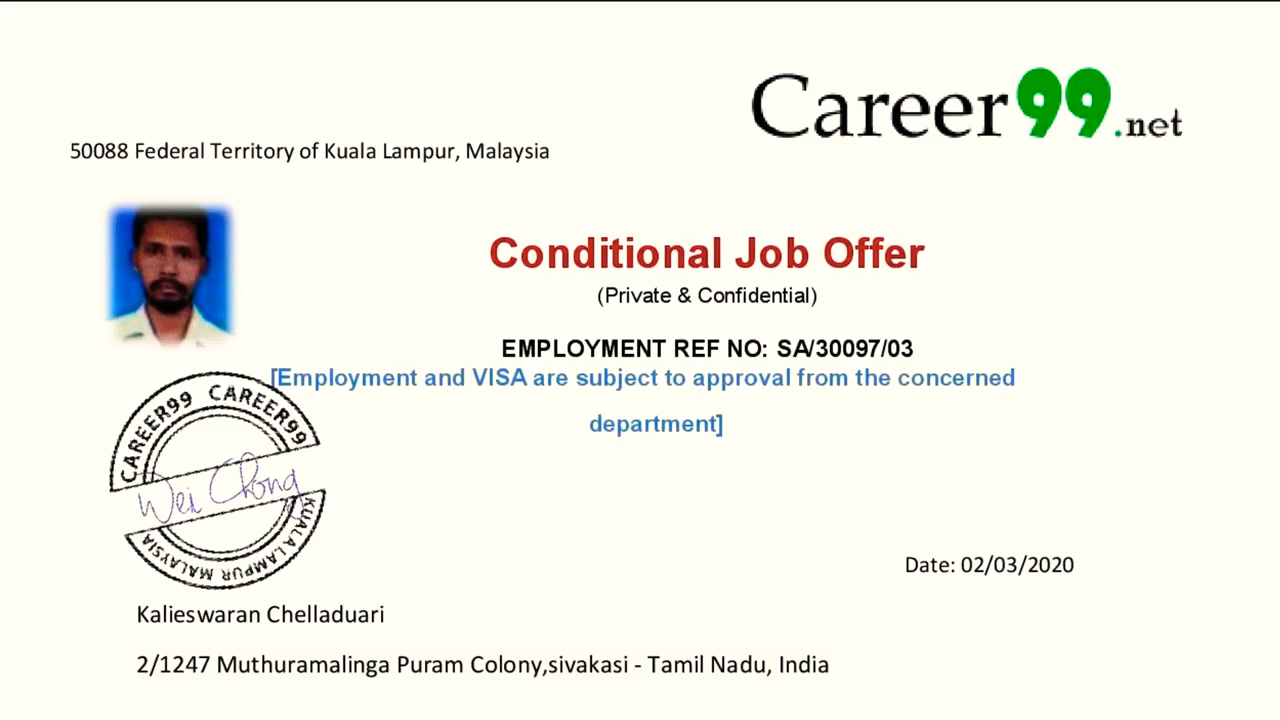 Career99.net
50088 Federal Territory of Kuala Lampur, Malaysia
Conditional Job Offer
(Private & Confidential)
EMPLOYMENT REF NO: SA/30097/03
[Employment and VISA are subject to approval from the concerned
department]
CAREER99 CAREER99
Wei Chong
KUALA LAMPUR MALAYSIA
Date: 02/03/2020
Kalieswaran Chelladuari
2/1247 Muthuramalinga Puram Colony,sivakasi - Tamil Nadu, India